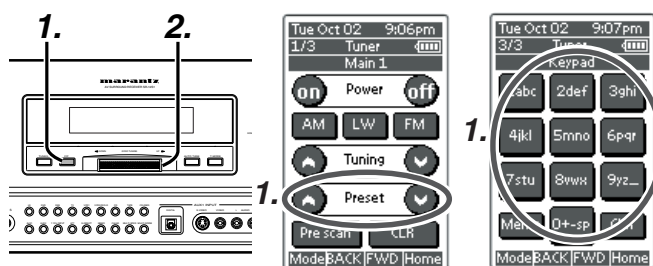 1.
2.
marantz
1.
Tue Oct 02 9:06pm
1/3 Tuner
Main 1
on Power off
AM LW FM
Tuning
Preset
Pre scan CLR
Mode BACK FWD Home
1.
Tue Oct 02 9:07pm
3/3 Tuner
Keypad
1abc 2def 3ghi
4jkl 5mno 6pqr
7stu 8vwx 9yz_
0+-sp
Mode BACK FWD Home